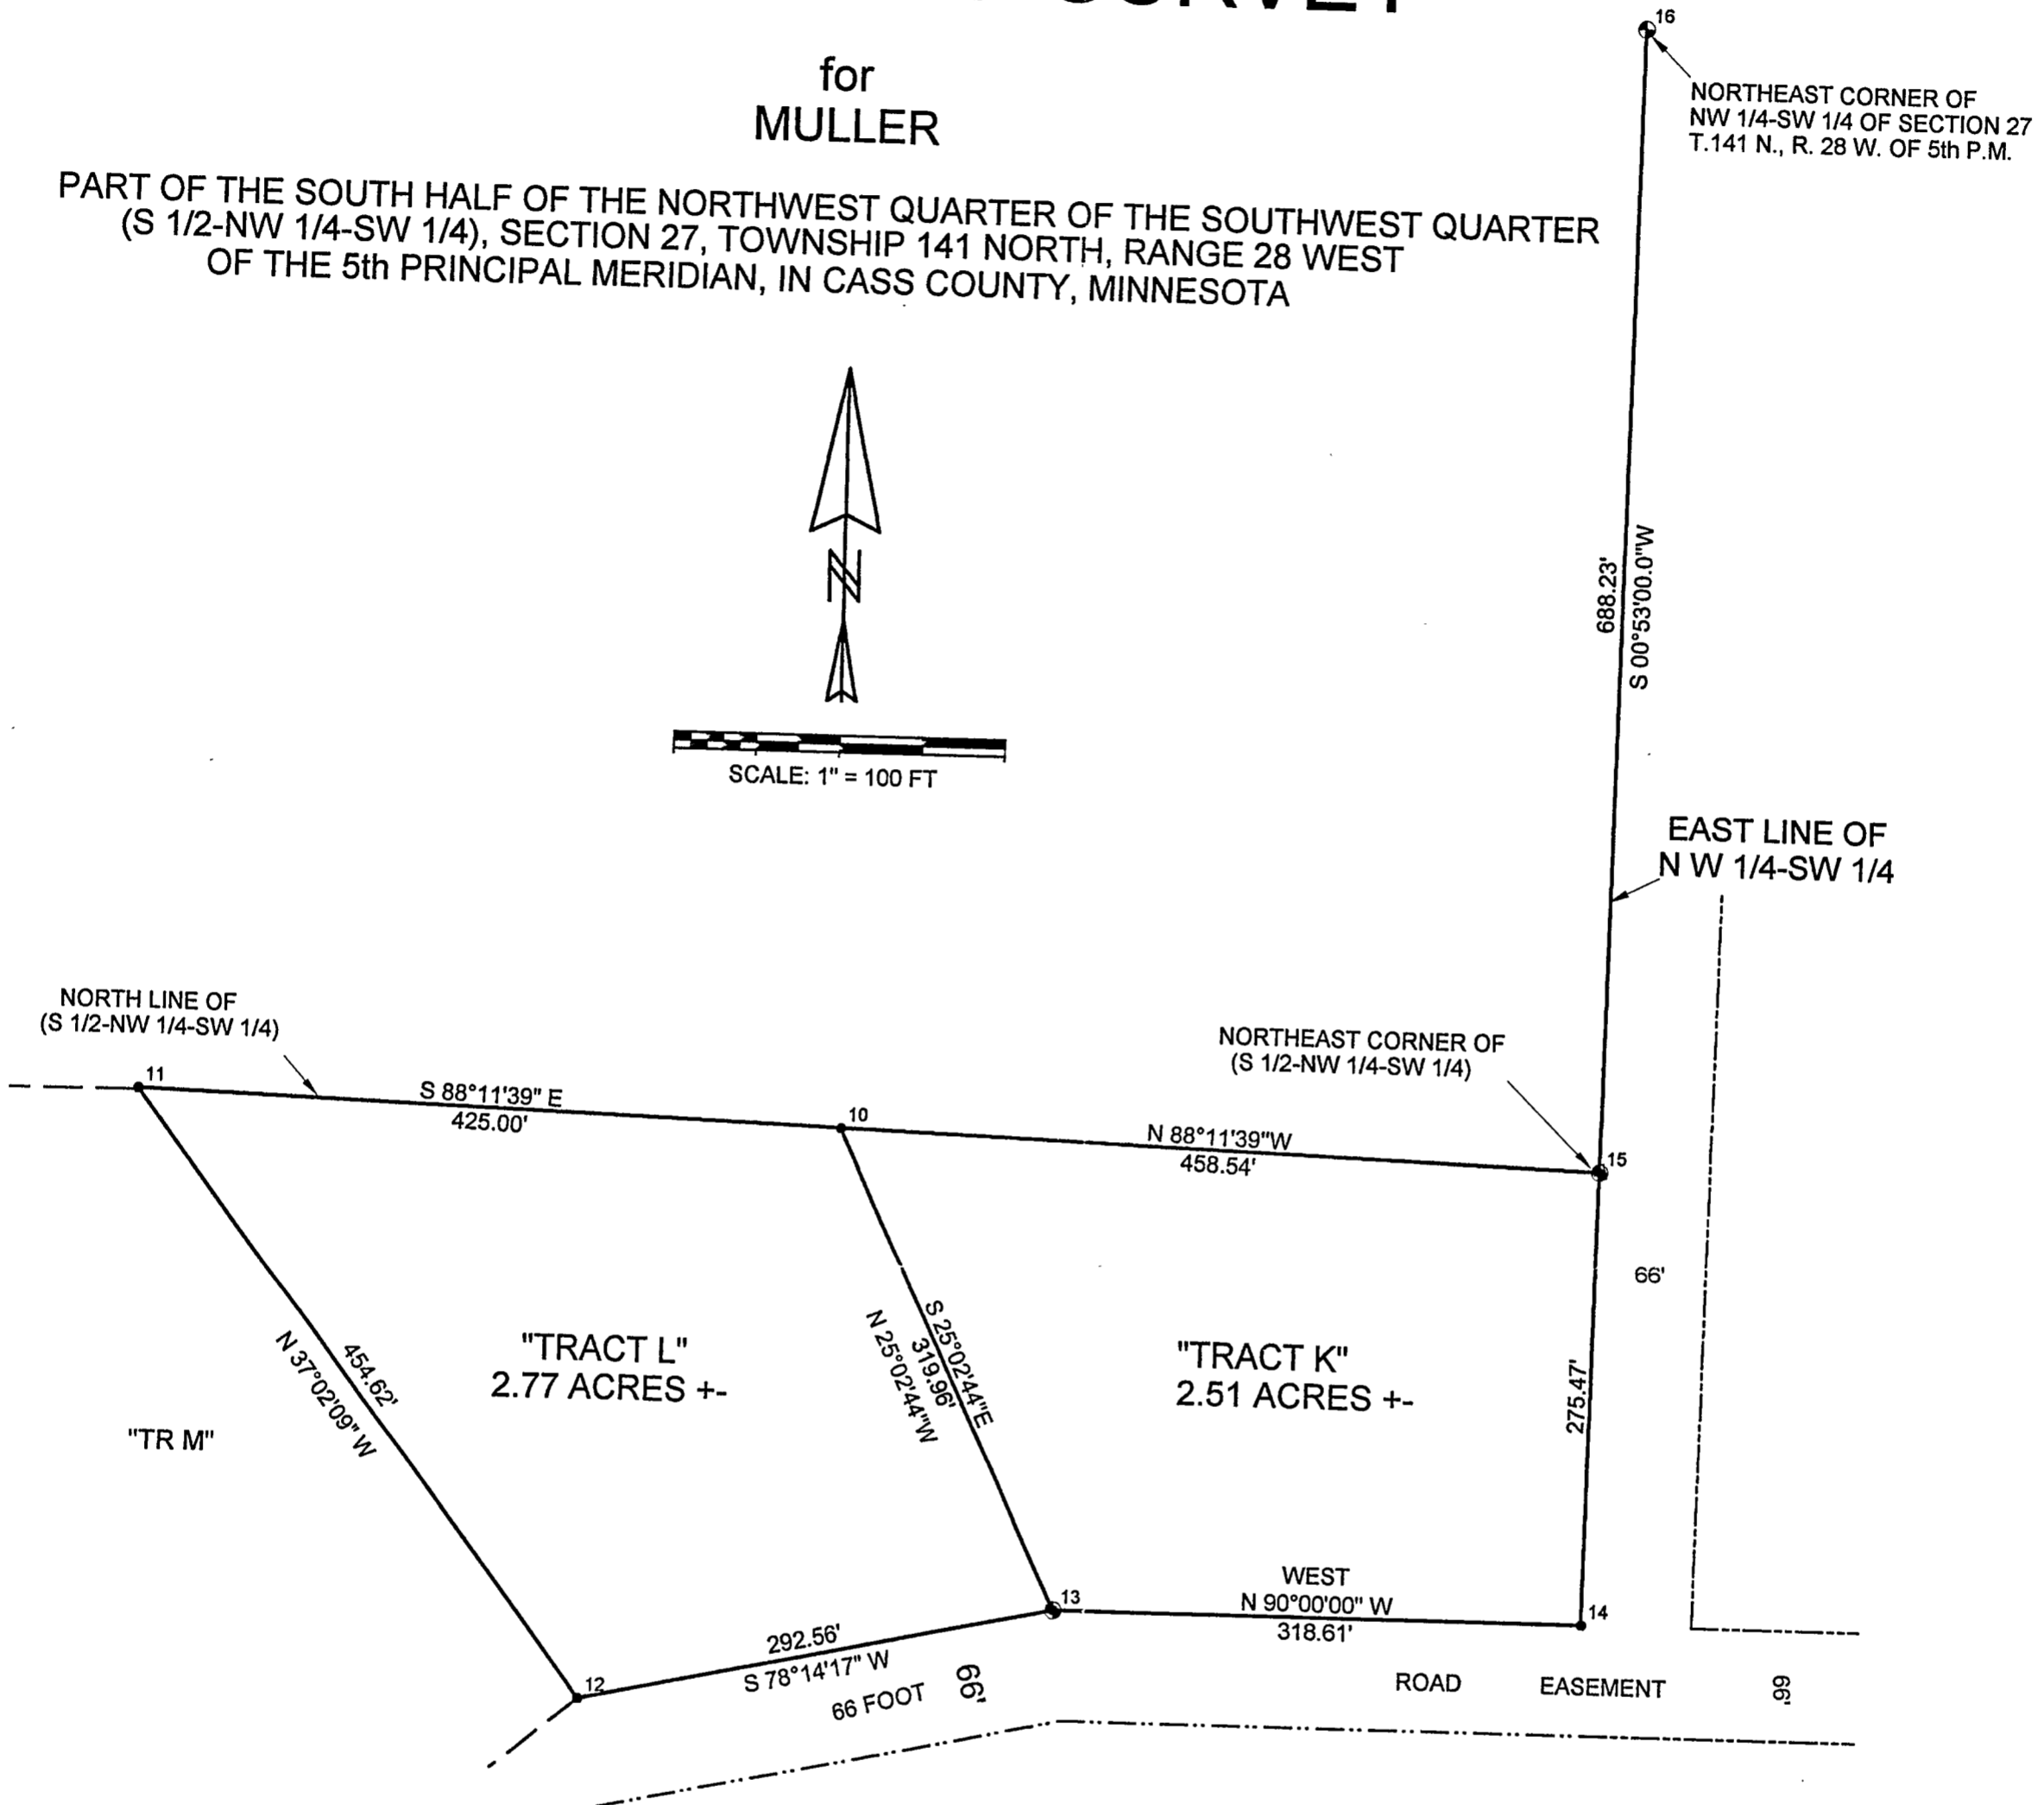 for
MULLER
PART OF THE SOUTH HALF OF THE NORTHWEST QUARTER OF THE SOUTHWEST QUARTER
(S 1/2-NW 1/4-SW 1/4), SECTION 27, TOWNSHIP 141 NORTH, RANGE 28 WEST
OF THE 5th PRINCIPAL MERIDIAN, IN CASS COUNTY, MINNESOTA
16
NORTHEAST CORNER OF
NW 1/4-SW 1/4 OF SECTION 27
T.141 N., R. 28 W. OF 5th P.M.
N
SCALE: 1" = 100 FT
688.23'
S 00°53'00.0"W
EAST LINE OF
N W 1/4-SW 1/4
NORTH LINE OF
(S 1/2-NW 1/4-SW 1/4)
NORTHEAST CORNER OF
(S 1/2-NW 1/4-SW 1/4)
11
S 88°11'39" E
425.00'
10
N 88°11'39"W
458.54'
15
66'
454.62'
N 37°02'09" W
"TRACT L"
2.77 ACRES +-
S 25°02'44"E
319.96'
N 25°02'44"W
"TRACT K"
2.51 ACRES +-
275.47'
"TR M"
13
WEST
N 90°00'00" W
318.61'
14
12
292.56'
S 78°14'17" W
66 FOOT
66'
ROAD EASEMENT
66'